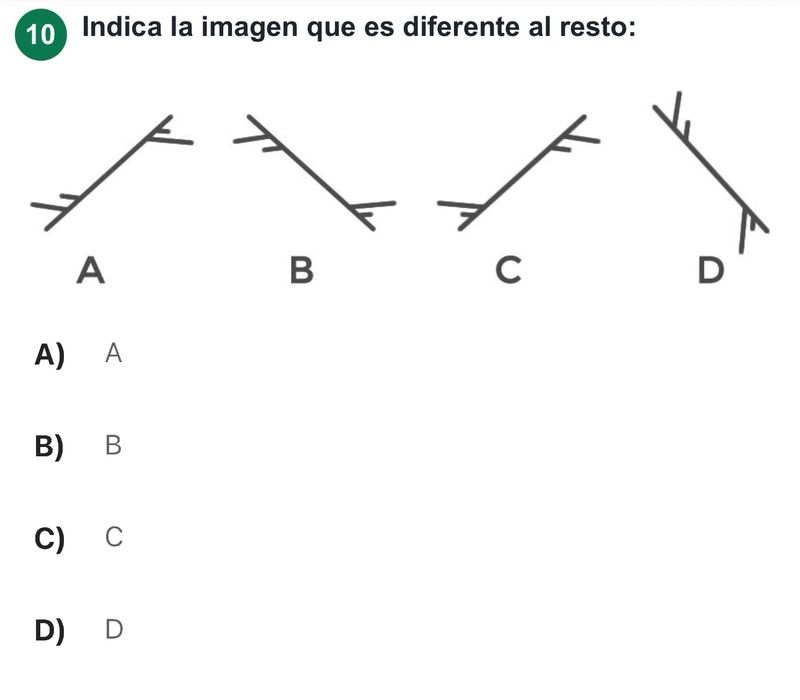 10 Indica la imagen que es diferente al resto:
A B C D
A) A
B) B
C) C
D) D